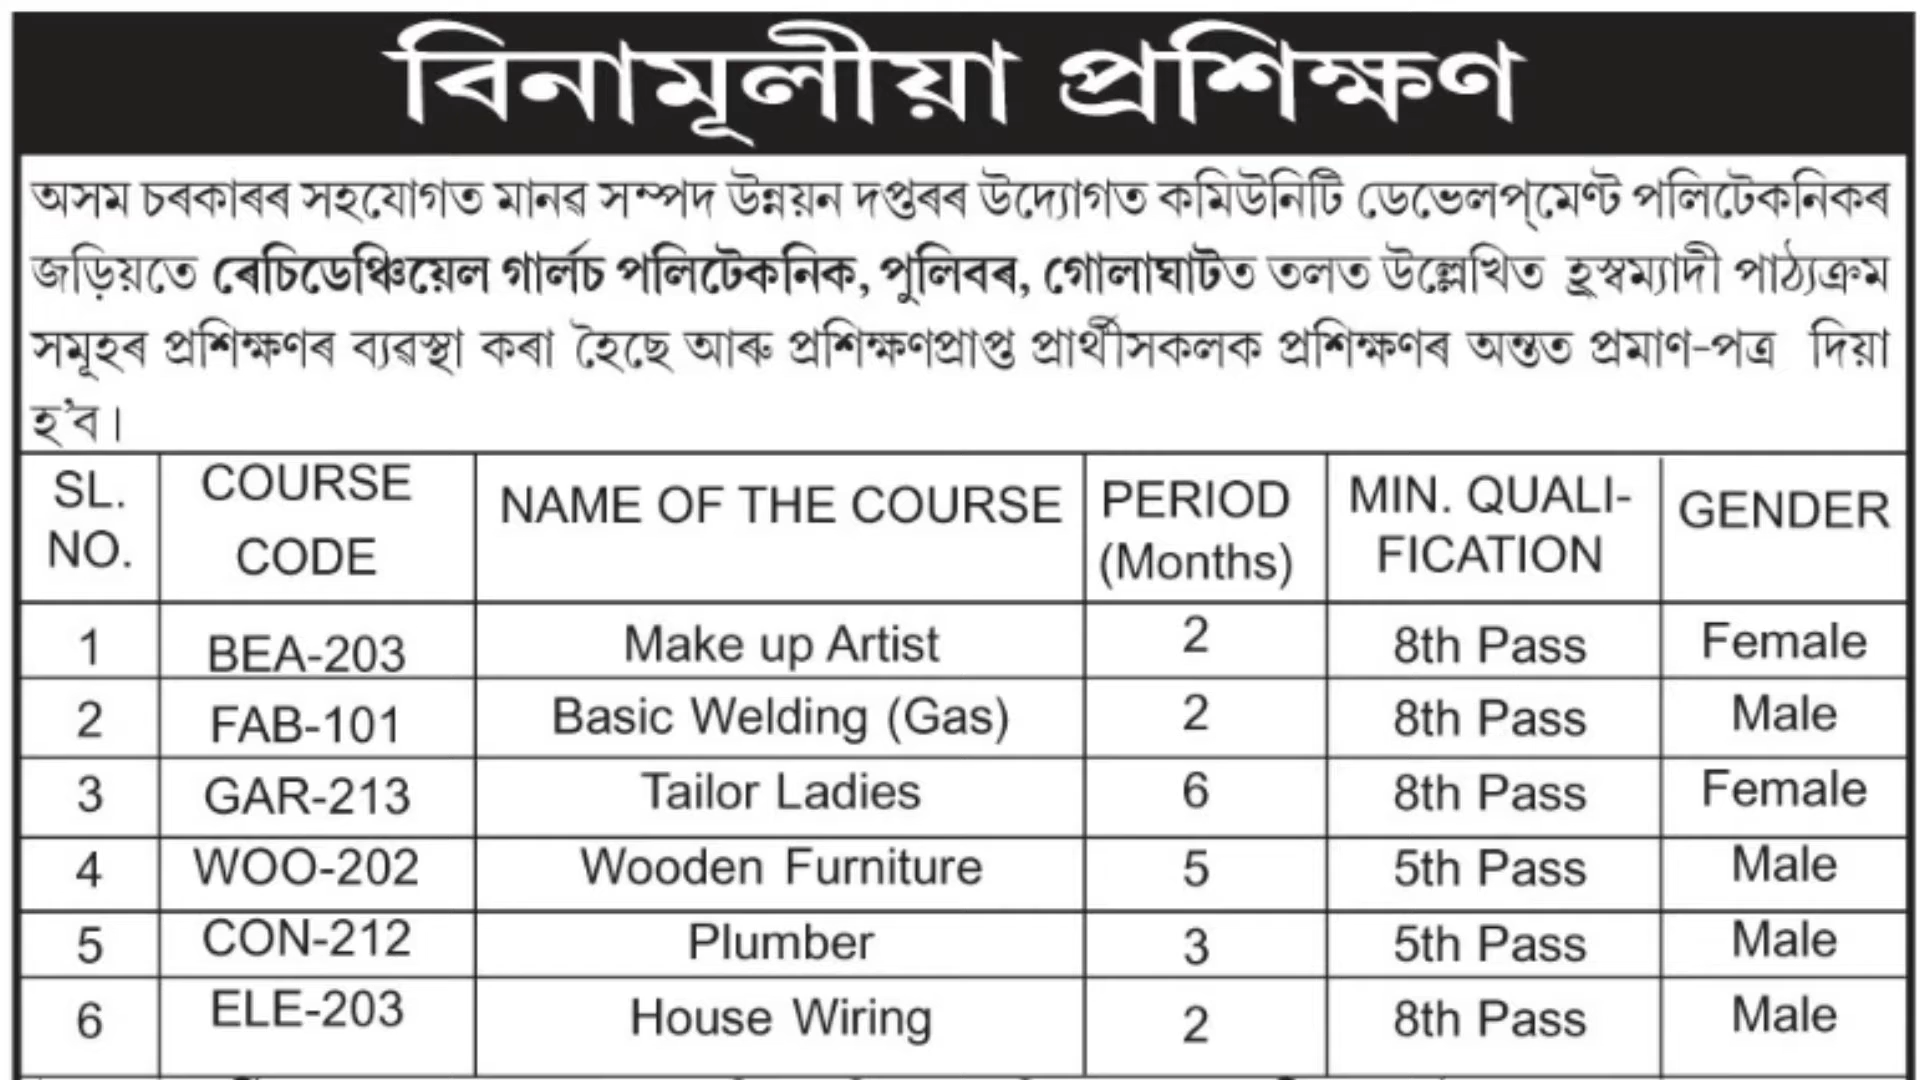 বিনামূলীয়া প্ৰশিক্ষণ
অসম চৰকাৰৰ সহযোগত মানৱ সম্পদ উন্নয়ন দপ্তৰৰ উদ্যোগত কমিউনিটি ডেভেলপ্‌মেণ্ট পলিটেকনিকৰ
জড়িয়তে ৰেচিডেঞ্চিয়েল গাৰ্লচ পলিটেকনিক, পুলিবৰ, গোলাঘাটত তলত উল্লেখিত হ্ৰস্বম্যাদী পাঠ্যক্ৰম
সমূহৰ প্ৰশিক্ষণৰ ব্যৱস্থা কৰা হৈছে আৰু প্ৰশিক্ষণপ্ৰাপ্ত প্ৰাৰ্থীসকলক প্ৰশিক্ষণৰ অন্তত প্ৰমাণ-পত্ৰ দিয়া
হ'ব।
SL. NO. COURSE CODE NAME OF THE COURSE PERIOD (Months) MIN. QUALI-FICATION GENDER
1 BEA-203 Make up Artist 2 8th Pass Female
2 FAB-101 Basic Welding (Gas) 2 8th Pass Male
3 GAR-213 Tailor Ladies 6 8th Pass Female
4 WOO-202 Wooden Furniture 5 5th Pass Male
5 CON-212 Plumber 3 5th Pass Male
6 ELE-203 House Wiring 2 8th Pass Male